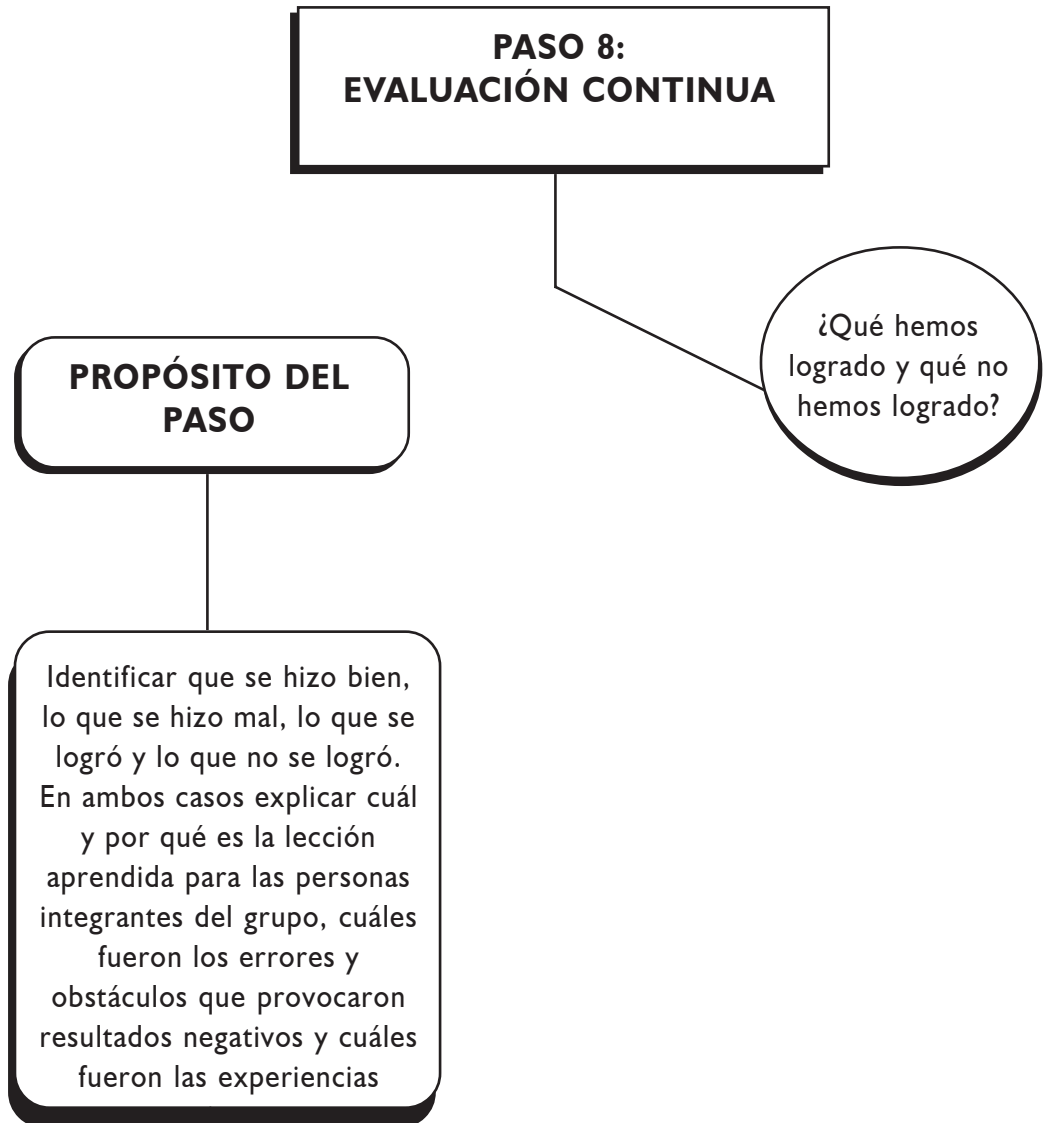 PASO 8:
EVALUACIÓN CONTINUA
¿Qué hemos
logrado y qué no
hemos logrado?
PROPÓSITO DEL
PASO
Identificar que se hizo bien,
lo que se hizo mal, lo que se
logró y lo que no se logró.
En ambos casos explicar cuál
y por qué es la lección
aprendida para las personas
integrantes del grupo, cuáles
fueron los errores y
obstáculos que provocaron
resultados negativos y cuáles
fueron las experiencias